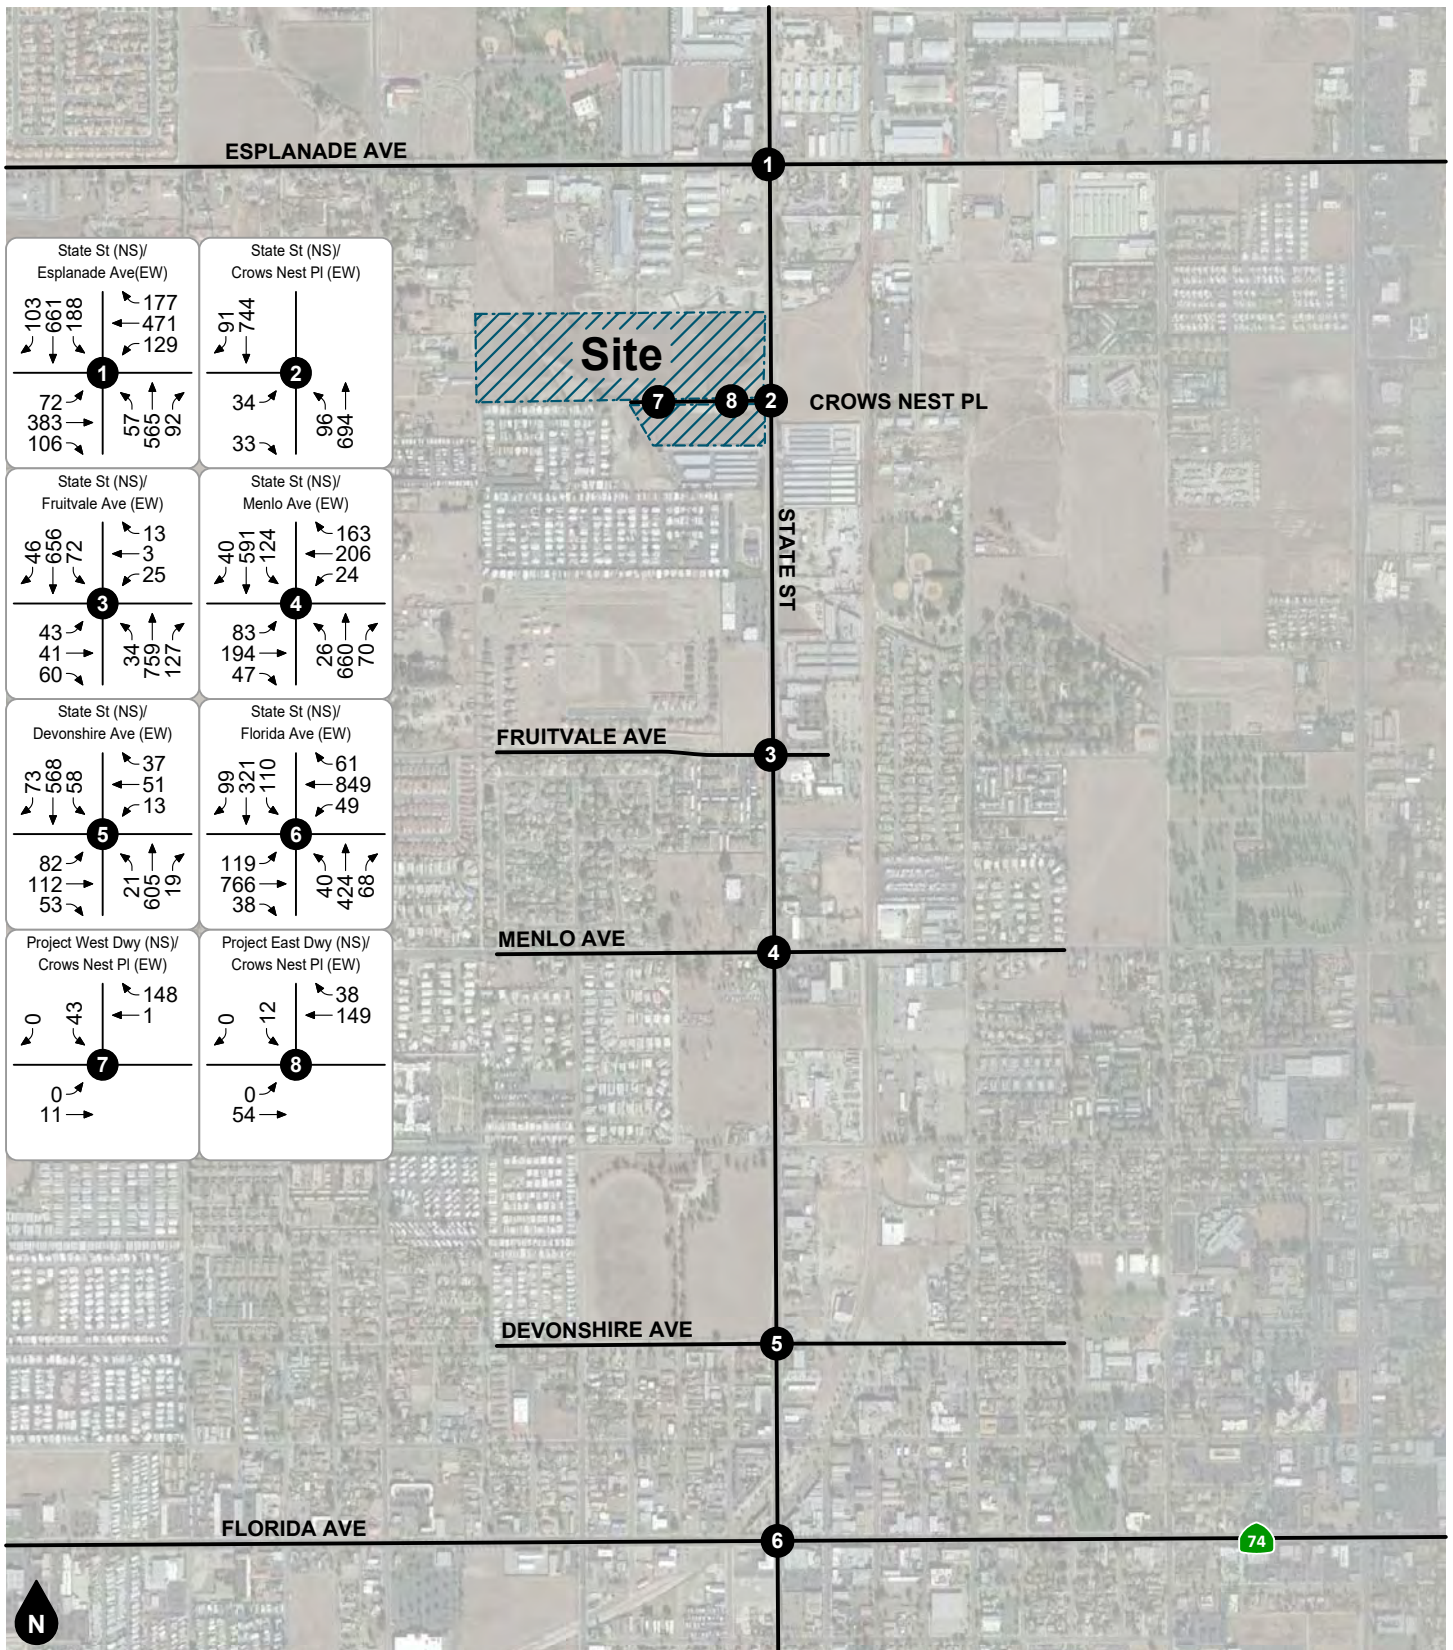 ESPLANADE AVE
1
State St (NS)/
Esplanade Ave(EW)
103 661 188
177
471
129
1
72
383
106
57 565 92
State St (NS)/
Crows Nest Pl (EW)
91 744
2
34
33
96 694
Site
7 8 2 CROWS NEST PL
State St (NS)/
Fruitvale Ave (EW)
46 656 72
13
3
25
3
43
41
60
34 759 127
State St (NS)/
Menlo Ave (EW)
40 591 124
163
206
24
4
83
194
47
26 660 70
STATE ST
State St (NS)/
Devonshire Ave (EW)
73 568 58
37
51
13
5
82
112
53
21 605 19
State St (NS)/
Florida Ave (EW)
99 321 110
61
849
49
6
119
766
38
40 424 68
FRUITVALE AVE
3
Project West Dwy (NS)/
Crows Nest Pl (EW)
0 43
148
1
7
0
11
Project East Dwy (NS)/
Crows Nest Pl (EW)
0 12
38
149
8
0
54
MENLO AVE
4
DEVONSHIRE AVE
5
FLORIDA AVE
6
74
N